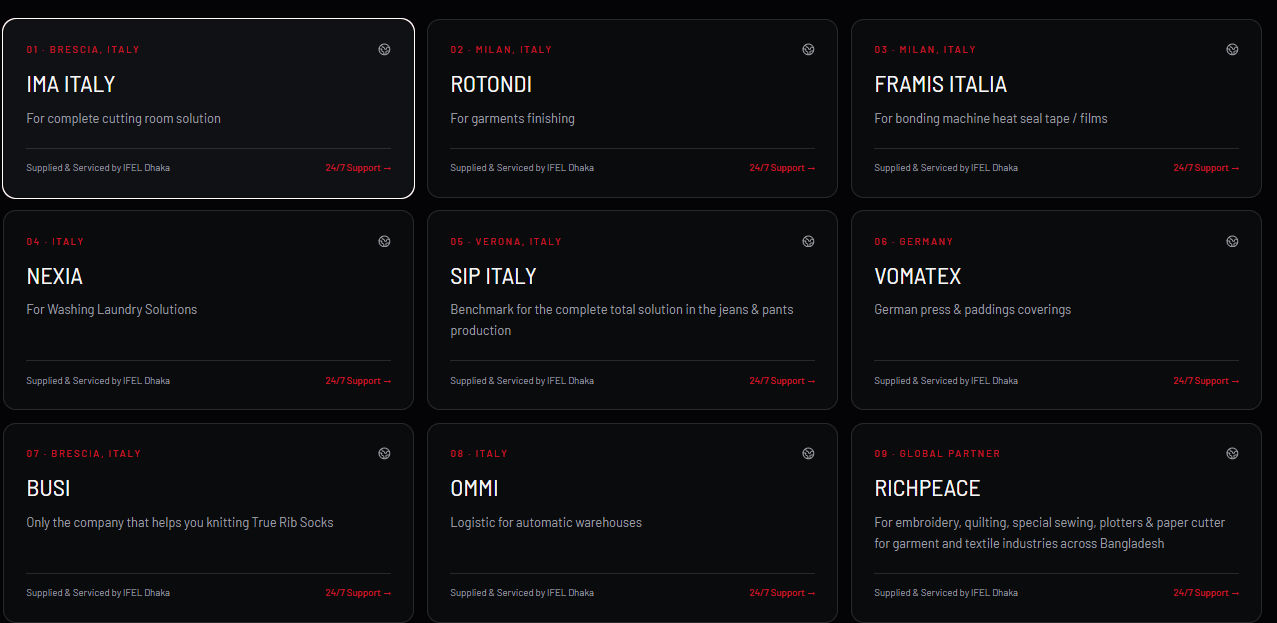 01 · BRESCIA, ITALY
IMA ITALY
For complete cutting room solution
Supplied & Serviced by IFEL Dhaka
24/7 Support →
02 · MILAN, ITALY
ROTONDI
For garments finishing
Supplied & Serviced by IFEL Dhaka
24/7 Support →
03 · MILAN, ITALY
FRAMIS ITALIA
For bonding machine heat seal tape / films
Supplied & Serviced by IFEL Dhaka
24/7 Support →
04 · ITALY
NEXIA
For Washing Laundry Solutions
Supplied & Serviced by IFEL Dhaka
24/7 Support →
05 · VERONA, ITALY
SIP ITALY
Benchmark for the complete total solution in the jeans & pants
production
Supplied & Serviced by IFEL Dhaka
24/7 Support →
06 · GERMANY
VOMATEX
German press & paddings coverings
Supplied & Serviced by IFEL Dhaka
24/7 Support →
07 · BRESCIA, ITALY
BUSI
Only the company that helps you knitting True Rib Socks
Supplied & Serviced by IFEL Dhaka
24/7 Support →
08 · ITALY
OMMI
Logistic for automatic warehouses
Supplied & Serviced by IFEL Dhaka
24/7 Support →
09 · GLOBAL PARTNER
RICHPEACE
For embroidery, quilting, special sewing, plotters & paper cutter
for garment and textile industries across Bangladesh
Supplied & Serviced by IFEL Dhaka
24/7 Support →